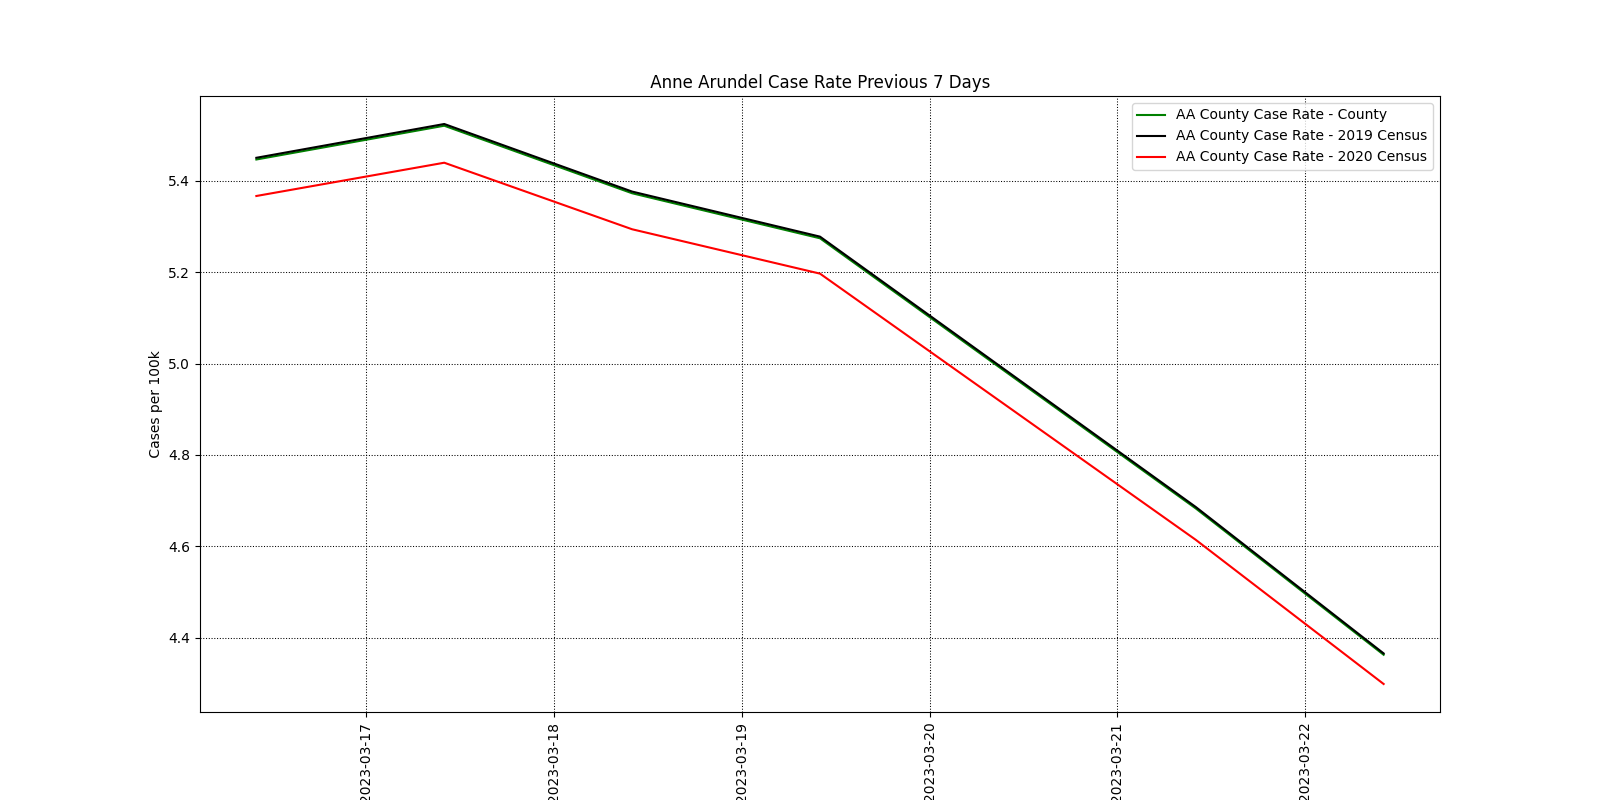 Anne Arundel Case Rate Previous 7 Days
AA County Case Rate - County
AA County Case Rate - 2019 Census
AA County Case Rate - 2020 Census
Cases per 100k
5.4
5.2
5.0
4.8
4.6
4.4
2023-03-17
2023-03-18
2023-03-19
2023-03-20
2023-03-21
2023-03-22